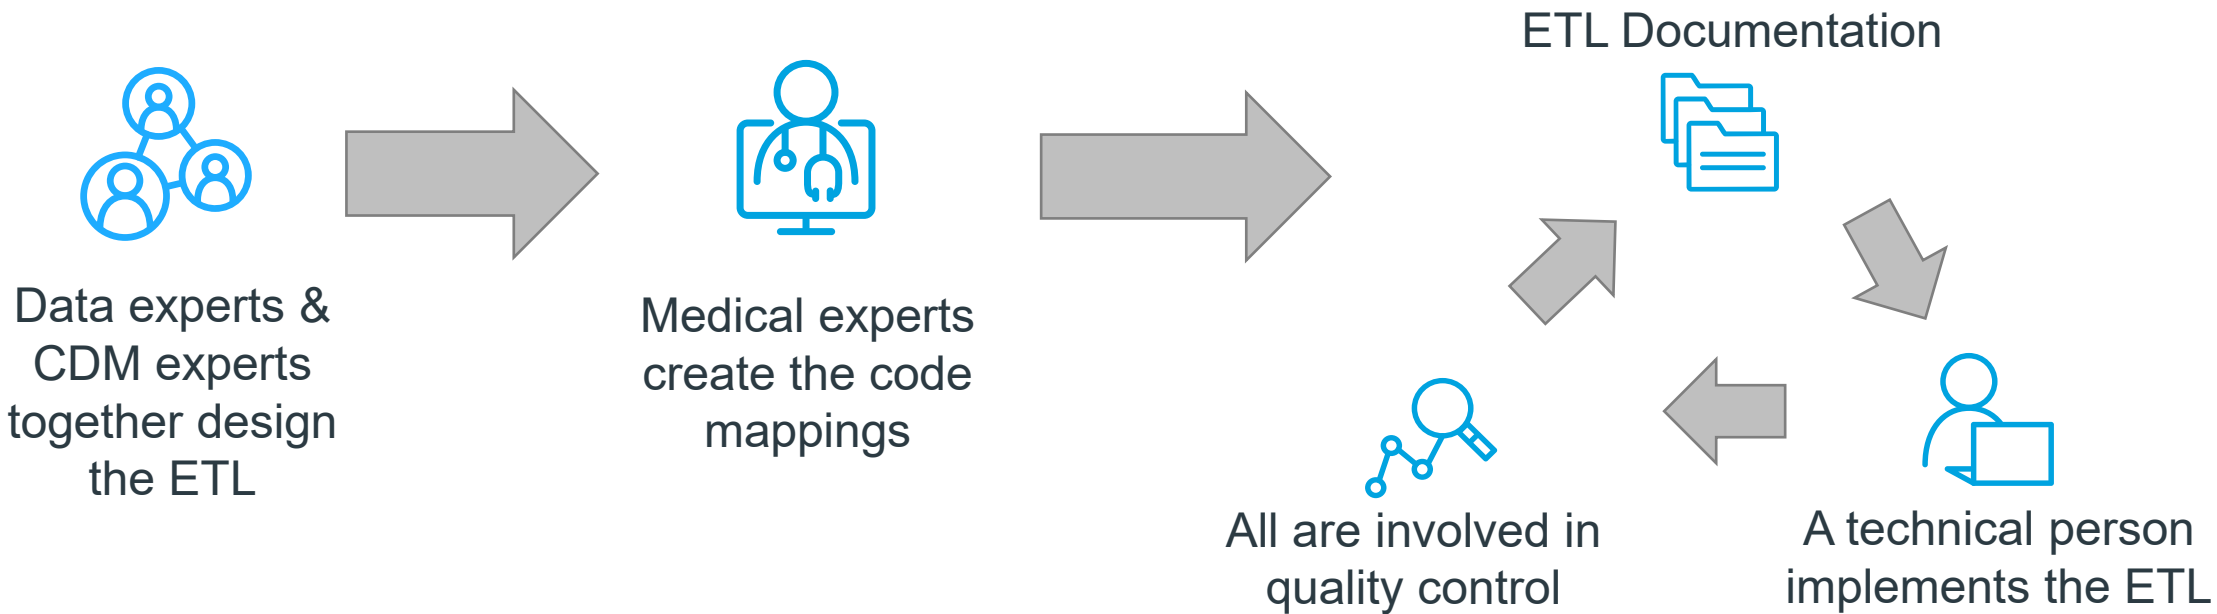 ETL Documentation
Data experts &
CDM experts
together design
the ETL
Medical experts
create the code
mappings
All are involved in
quality control
A technical person
implements the ETL